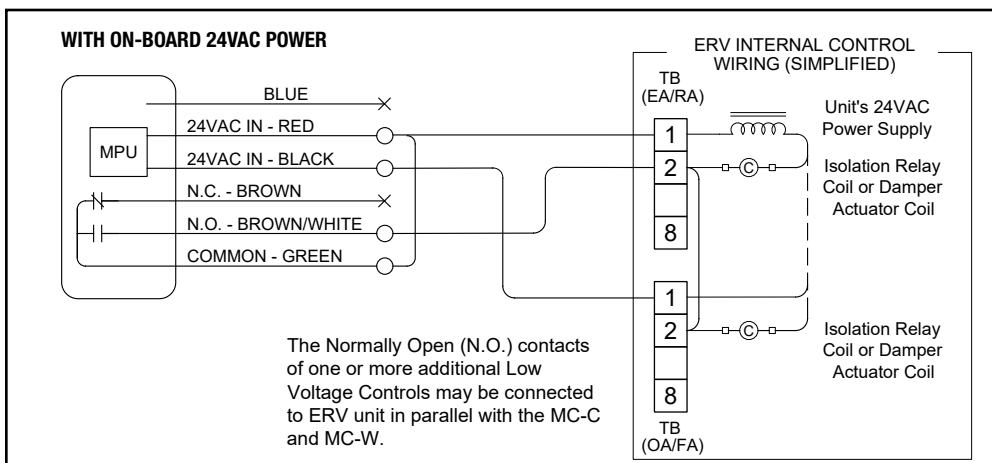 WITH ON-BOARD 24VAC POWER
ERV INTERNAL CONTROL
WIRING (SIMPLIFIED)
TB
(EA/RA)
BLUE
24VAC IN - RED
MPU
24VAC IN - BLACK
N.C. - BROWN
N.O. - BROWN/WHITE
COMMON - GREEN
1
2
8
Unit's 24VAC
Power Supply
C
Isolation Relay
Coil or Damper
Actuator Coil
1
2
8
C
Isolation Relay
Coil or Damper
Actuator Coil
TB
(OA/FA)
The Normally Open (N.O.) contacts
of one or more additional Low
Voltage Controls may be connected
to ERV unit in parallel with the MC-C
and MC-W.